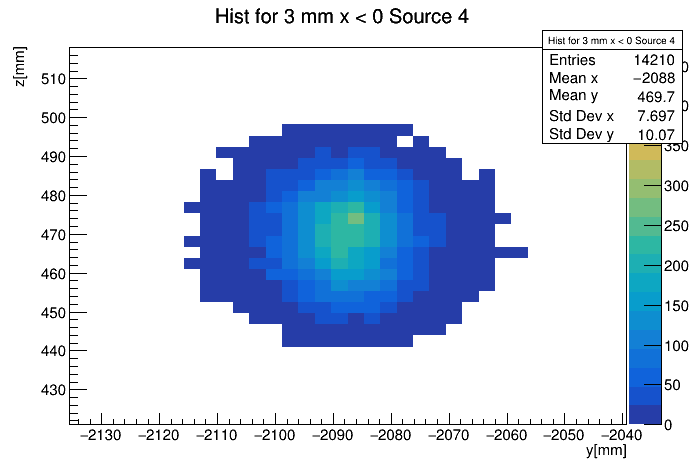 Hist for 3 mm x < 0 Source 4
Hist for 3 mm x < 0 Source 4
Entries 14210
Mean x −2088
Mean y 469.7
Std Dev x 7.697
Std Dev y 10.07
z[mm]
510
500
490
480
470
460
450
440
430
350
300
250
200
150
100
50
0
−2130 −2120 −2110 −2100 −2090 −2080 −2070 −2060 −2050 −2040
y[mm]